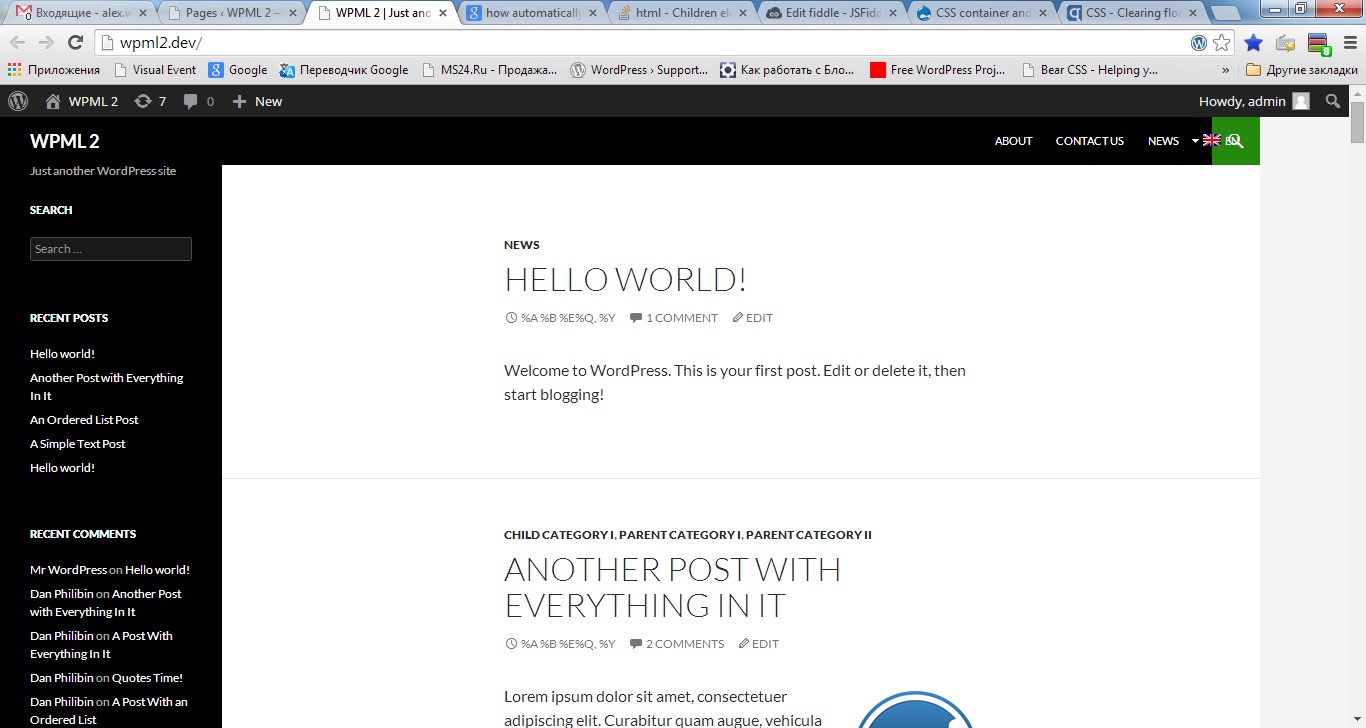 Входящие - alex.w
Pages ‹ WPML 2 –
WPML 2 | Just ano
how automatically
html - Children ele
Edit fiddle - JSFidd
CSS container and
CSS - Clearing floa
wpml2.dev/
8
Приложения
Visual Event
Google
Переводчик Google
MS24.Ru - Продажа...
WordPress › Support...
Как работать с Бло...
Free WordPress Proj...
Bear CSS - Helping y...
»
Другие закладки
WPML 2
7
0
New
Howdy, admin
WPML 2
ABOUT
CONTACT US
NEWS
EN
Just another WordPress site
SEARCH
Search ...
RECENT POSTS
Hello world!
Another Post with Everything
In It
An Ordered List Post
A Simple Text Post
Hello world!
RECENT COMMENTS
Mr WordPress on Hello world!
Dan Philibin on Another Post
with Everything In It
Dan Philibin on A Post With
Everything In It
Dan Philibin on Quotes Time!
Dan Philibin on A Post With an
Ordered List
NEWS
HELLO WORLD!
%A %B %E%Q, %Y 1 COMMENT EDIT
Welcome to WordPress. This is your first post. Edit or delete it, then
start blogging!
CHILD CATEGORY I, PARENT CATEGORY I, PARENT CATEGORY II
ANOTHER POST WITH
EVERYTHING IN IT
%A %B %E%Q, %Y 2 COMMENTS EDIT
Lorem ipsum dolor sit amet, consectetuer
adipiscing elit. Curabitur quam augue, vehicula